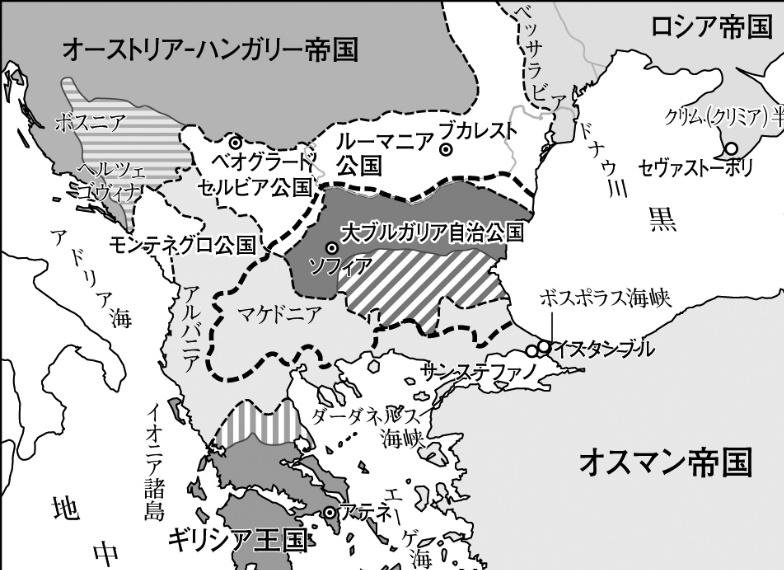 オーストリア-ハンガリー帝国
ロシア帝国
ベッサラビア
ボスニア
クリム(クリミア)半
ベオグラード
セルビア公国
ルーマニア
公国
ブカレスト
ドナウ川
セヴァストーポリ
ヘルツェ
ゴヴィナ
黒
アドリア海
モンテネグロ公国
大ブルガリア自治公国
ソフィア
アルバニア
マケドニア
ボスポラス海峡
イスタンブル
サンステファノ
イオニア諸島
ダーダネルス
海峡
オスマン帝国
地中
ギリシア王国
アテネ
エーゲ海